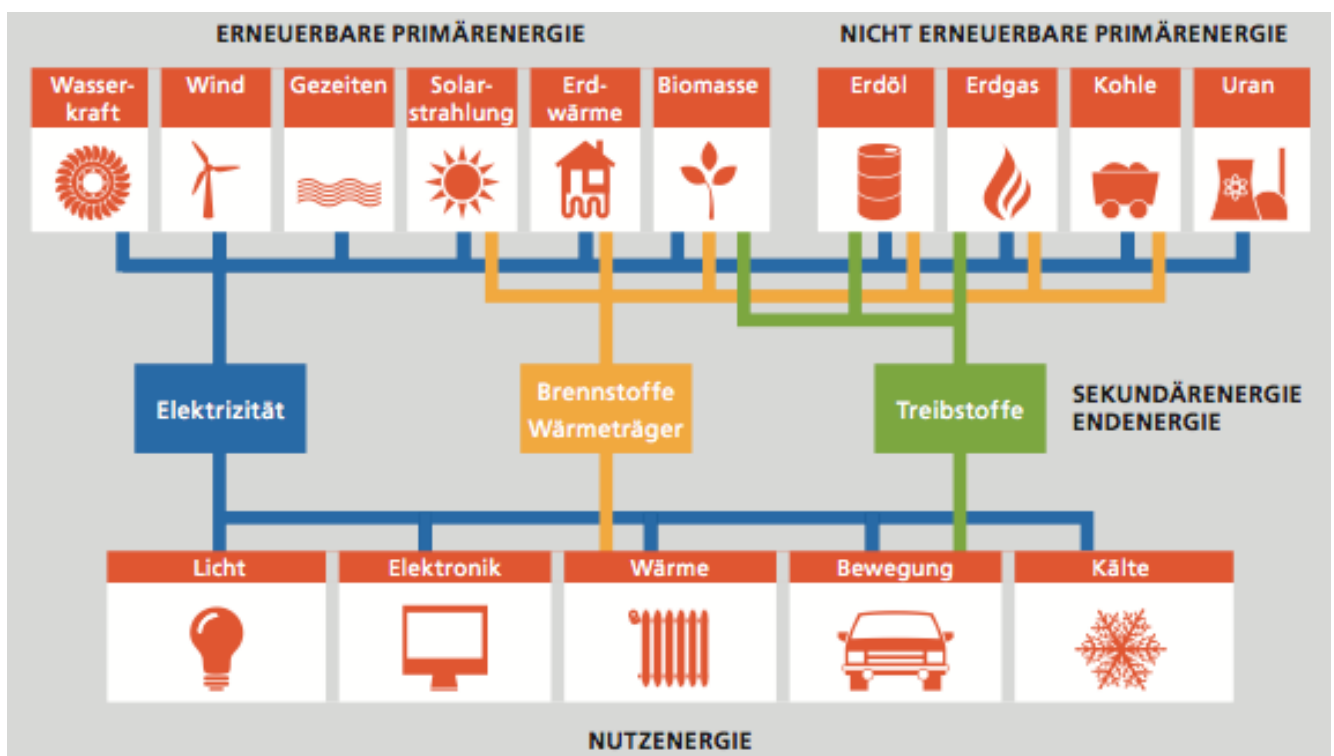 ERNEUERBARE PRIMÄRENERGIE
NICHT ERNEUERBARE PRIMÄRENERGIE
Wasser-
kraft
Wind
Gezeiten
Solar-
strahlung
Erd-
wärme
Biomasse
Erdöl
Erdgas
Kohle
Uran
Elektrizität
Brennstoffe
Wärmeträger
Treibstoffe
SEKUNDÄRENERGIE
ENDENERGIE
Licht
Elektronik
Wärme
Bewegung
Kälte
NUTZENERGIE